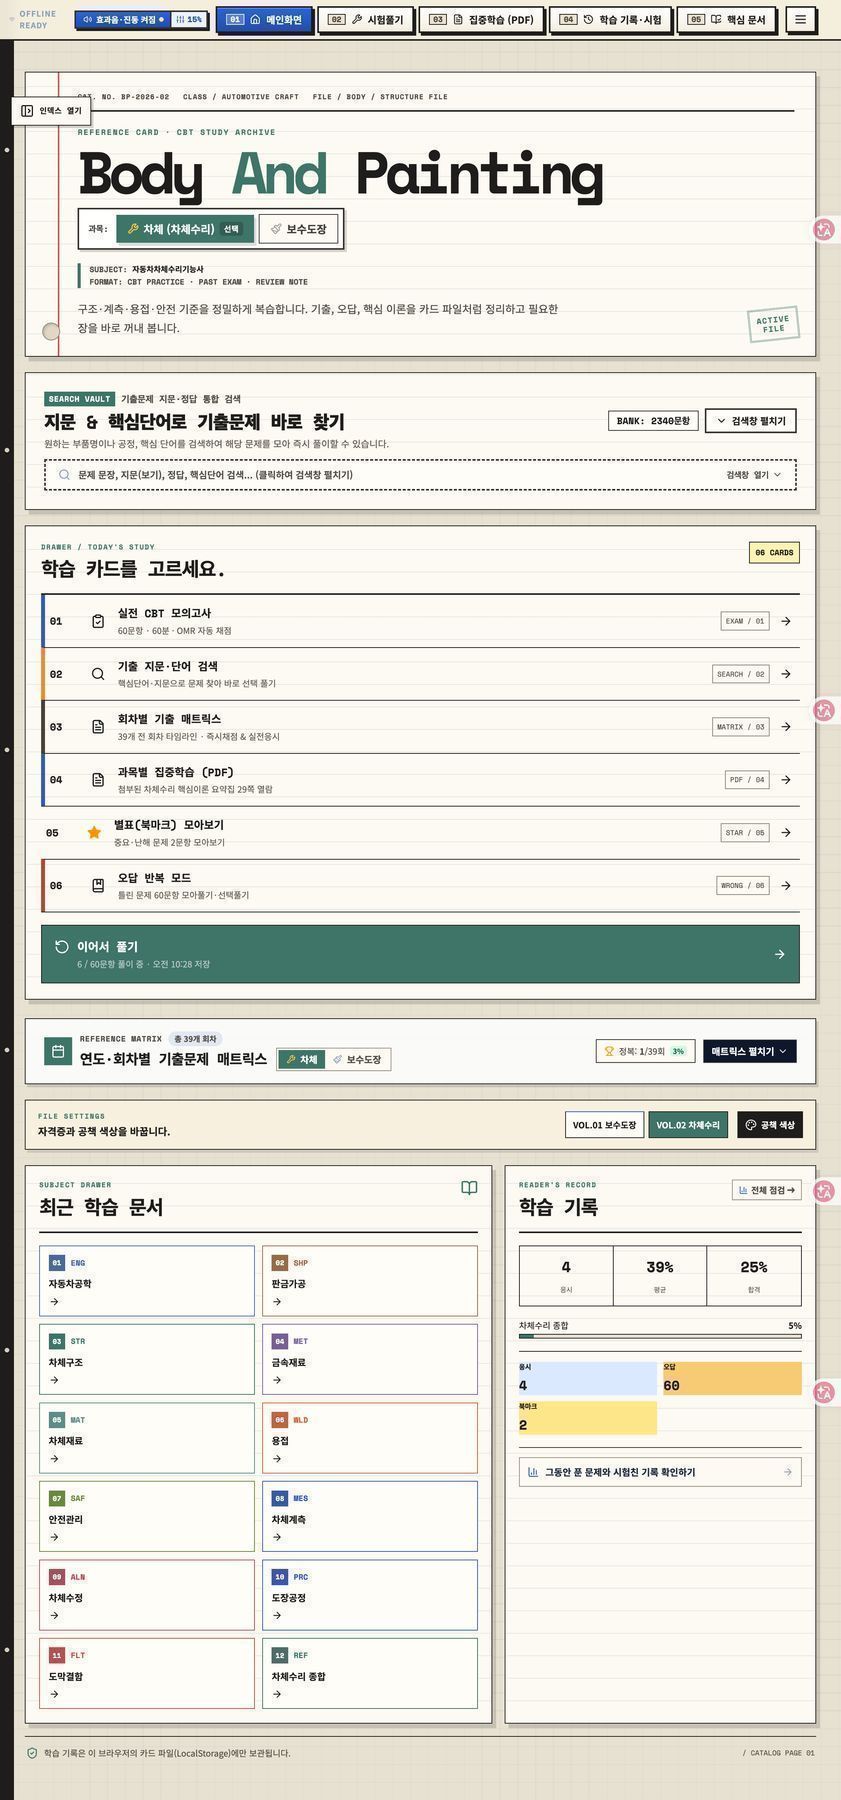 OFFLINE READY
효과음·진동 켜짐
15%
01 메인화면
02 시험풀기
03 집중학습 (PDF)
04 학습 기록·시험
05 핵심 문서
인덱스 열기
NO. BP-2026-02 CLASS / AUTOMOTIVE CRAFT FILE / BODY / STRUCTURE FILE
REFERENCE CARD · CBT STUDY ARCHIVE
Body And Painting
과목: 차체 (차체수리) 선택 보수도장
SUBJECT: 자동차차체수리기능사
FORMAT: CBT PRACTICE · PAST EXAM · REVIEW NOTE
구조·계측·용접·안전 기준을 정밀하게 복습합니다. 기출, 오답, 핵심 이론을 카드 파일처럼 정리하고 필요한
장을 바로 꺼내 봅니다.
ACTIVE FILE
SEARCH VAULT 기출문제 지문·정답 통합 검색
지문 & 핵심단어로 기출문제 바로 찾기
BANK: 2340문항
검색창 펼치기
원하는 부품명이나 공정, 핵심 단어를 검색하여 해당 문제를 모아 즉시 풀이할 수 있습니다.
문제 문장, 지문(보기), 정답, 핵심단어 검색... (클릭하여 검색창 펼치기)
검색창 열기
DRAWER / TODAY'S STUDY
학습 카드를 고르세요.
06 CARDS
01 실전 CBT 모의고사
60문항 · 60분 · OMR 자동 채점
EXAM / 01
02 기출 지문·단어 검색
핵심단어·지문으로 문제 찾아 바로 선택 풀기
SEARCH / 02
03 회차별 기출 매트릭스
39개 전 회차 타임라인 · 즉시채점 & 실전응시
MATRIX / 03
04 과목별 집중학습 (PDF)
첨부된 차체수리 핵심이론 요약집 29쪽 열람
PDF / 04
05 별표(북마크) 모아보기
중요·난해 문제 2문항 모아보기
STAR / 05
06 오답 반복 모드
틀린 문제 60문항 모아풀기·선택풀기
WRONG / 06
이어서 풀기
6 / 60문항 풀이 중 · 오전 10:28 저장
REFERENCE MATRIX 총 39개 회차
연도·회차별 기출문제 매트릭스
차체 보수도장
정복: 1/39회 3%
매트릭스 펼치기
FILE SETTINGS
자격증과 공책 색상을 바꿉니다.
VOL.01 보수도장
VOL.02 차체수리
공책 색상
SUBJECT DRAWER
최근 학습 문서
01 ENG
자동차공학
02 SHP
판금가공
03 STR
차체구조
04 MET
금속재료
05 MAT
차체재료
06 WLD
용접
07 SAF
안전관리
08 MES
차체계측
09 ALN
차체수정
10 PRC
도장공정
11 FLT
도막결함
12 REF
차체수리 종합
READER'S RECORD
학습 기록
전체 점검
4 39% 25%
응시 평균 합격
차체수리 종합 5%
응시
4
오답
60
북마크
2
그동안 푼 문제와 시험친 기록 확인하기
학습 기록은 이 브라우저의 카드 파일(LocalStorage)에만 보관됩니다.
/ CATALOG PAGE 01